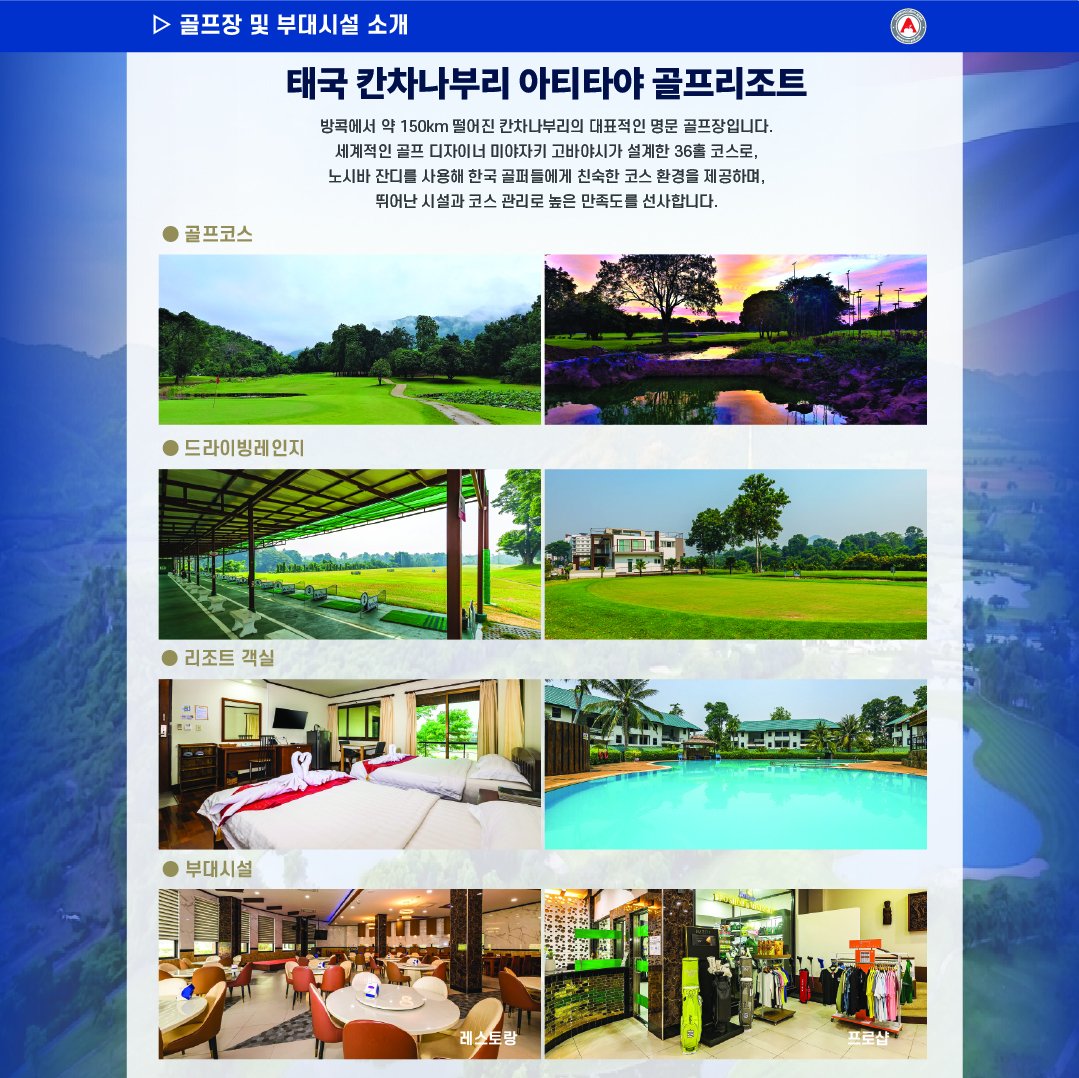 ▷ 골프장 및 부대시설 소개
태국 칸차나부리 아티타야 골프리조트
방콕에서 약 150km 떨어진 칸차나부리의 대표적인 명문 골프장입니다.
세계적인 골프 디자이너 미야자키 고바야시가 설계한 36홀 코스로,
노시바 잔디를 사용해 한국 골퍼들에게 친숙한 코스 환경을 제공하며,
뛰어난 시설과 코스 관리로 높은 만족도를 선사합니다.
● 골프코스
● 드라이빙레인지
● 리조트 객실
● 부대시설
레스토랑
프로샵